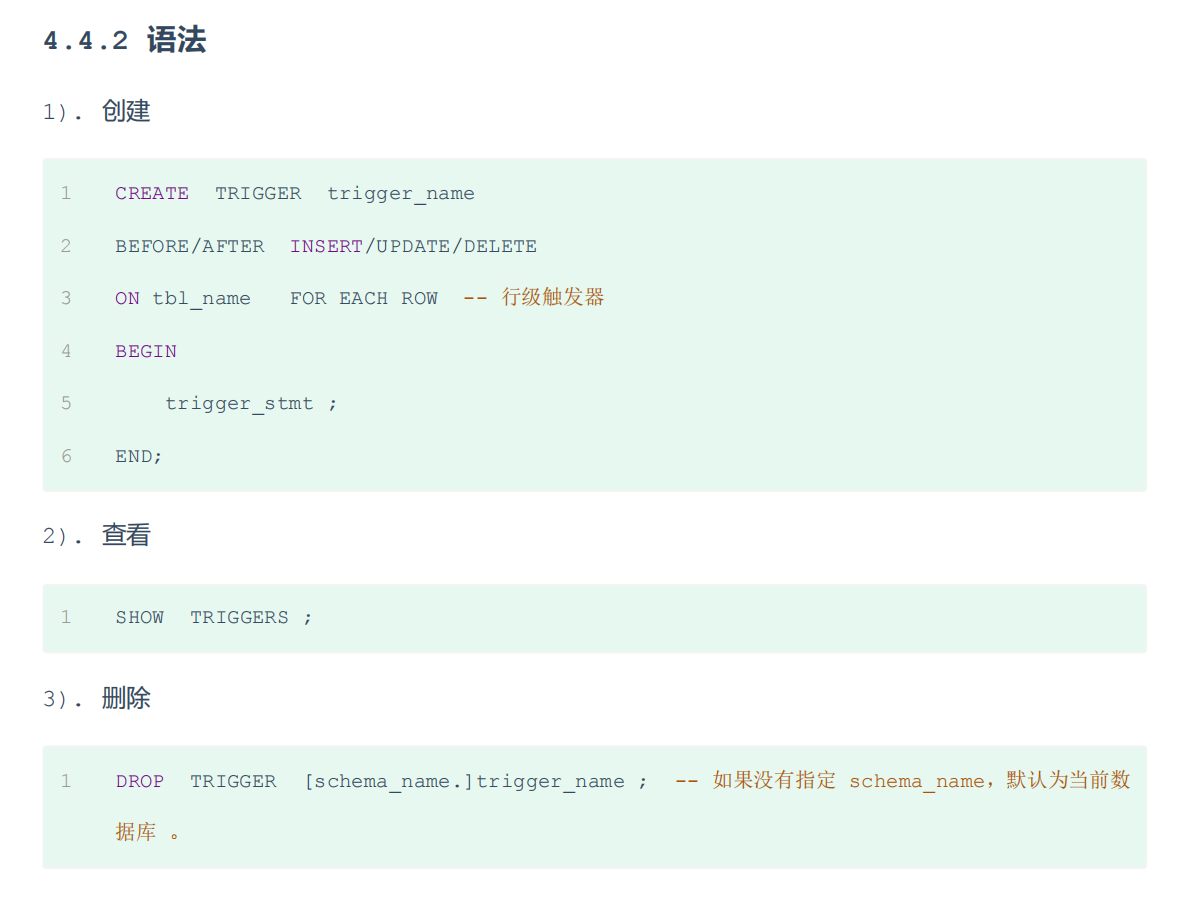 4.4.2 语法
1). 创建
1 CREATE TRIGGER trigger_name
2 BEFORE/AFTER INSERT/UPDATE/DELETE
3 ON tbl_name FOR EACH ROW -- 行级触发器
4 BEGIN
5 trigger_stmt ;
6 END;
2). 查看
1 SHOW TRIGGERS ;
3). 删除
1 DROP TRIGGER [schema_name.]trigger_name ; -- 如果没有指定 schema_name，默认为当前数
据库 。